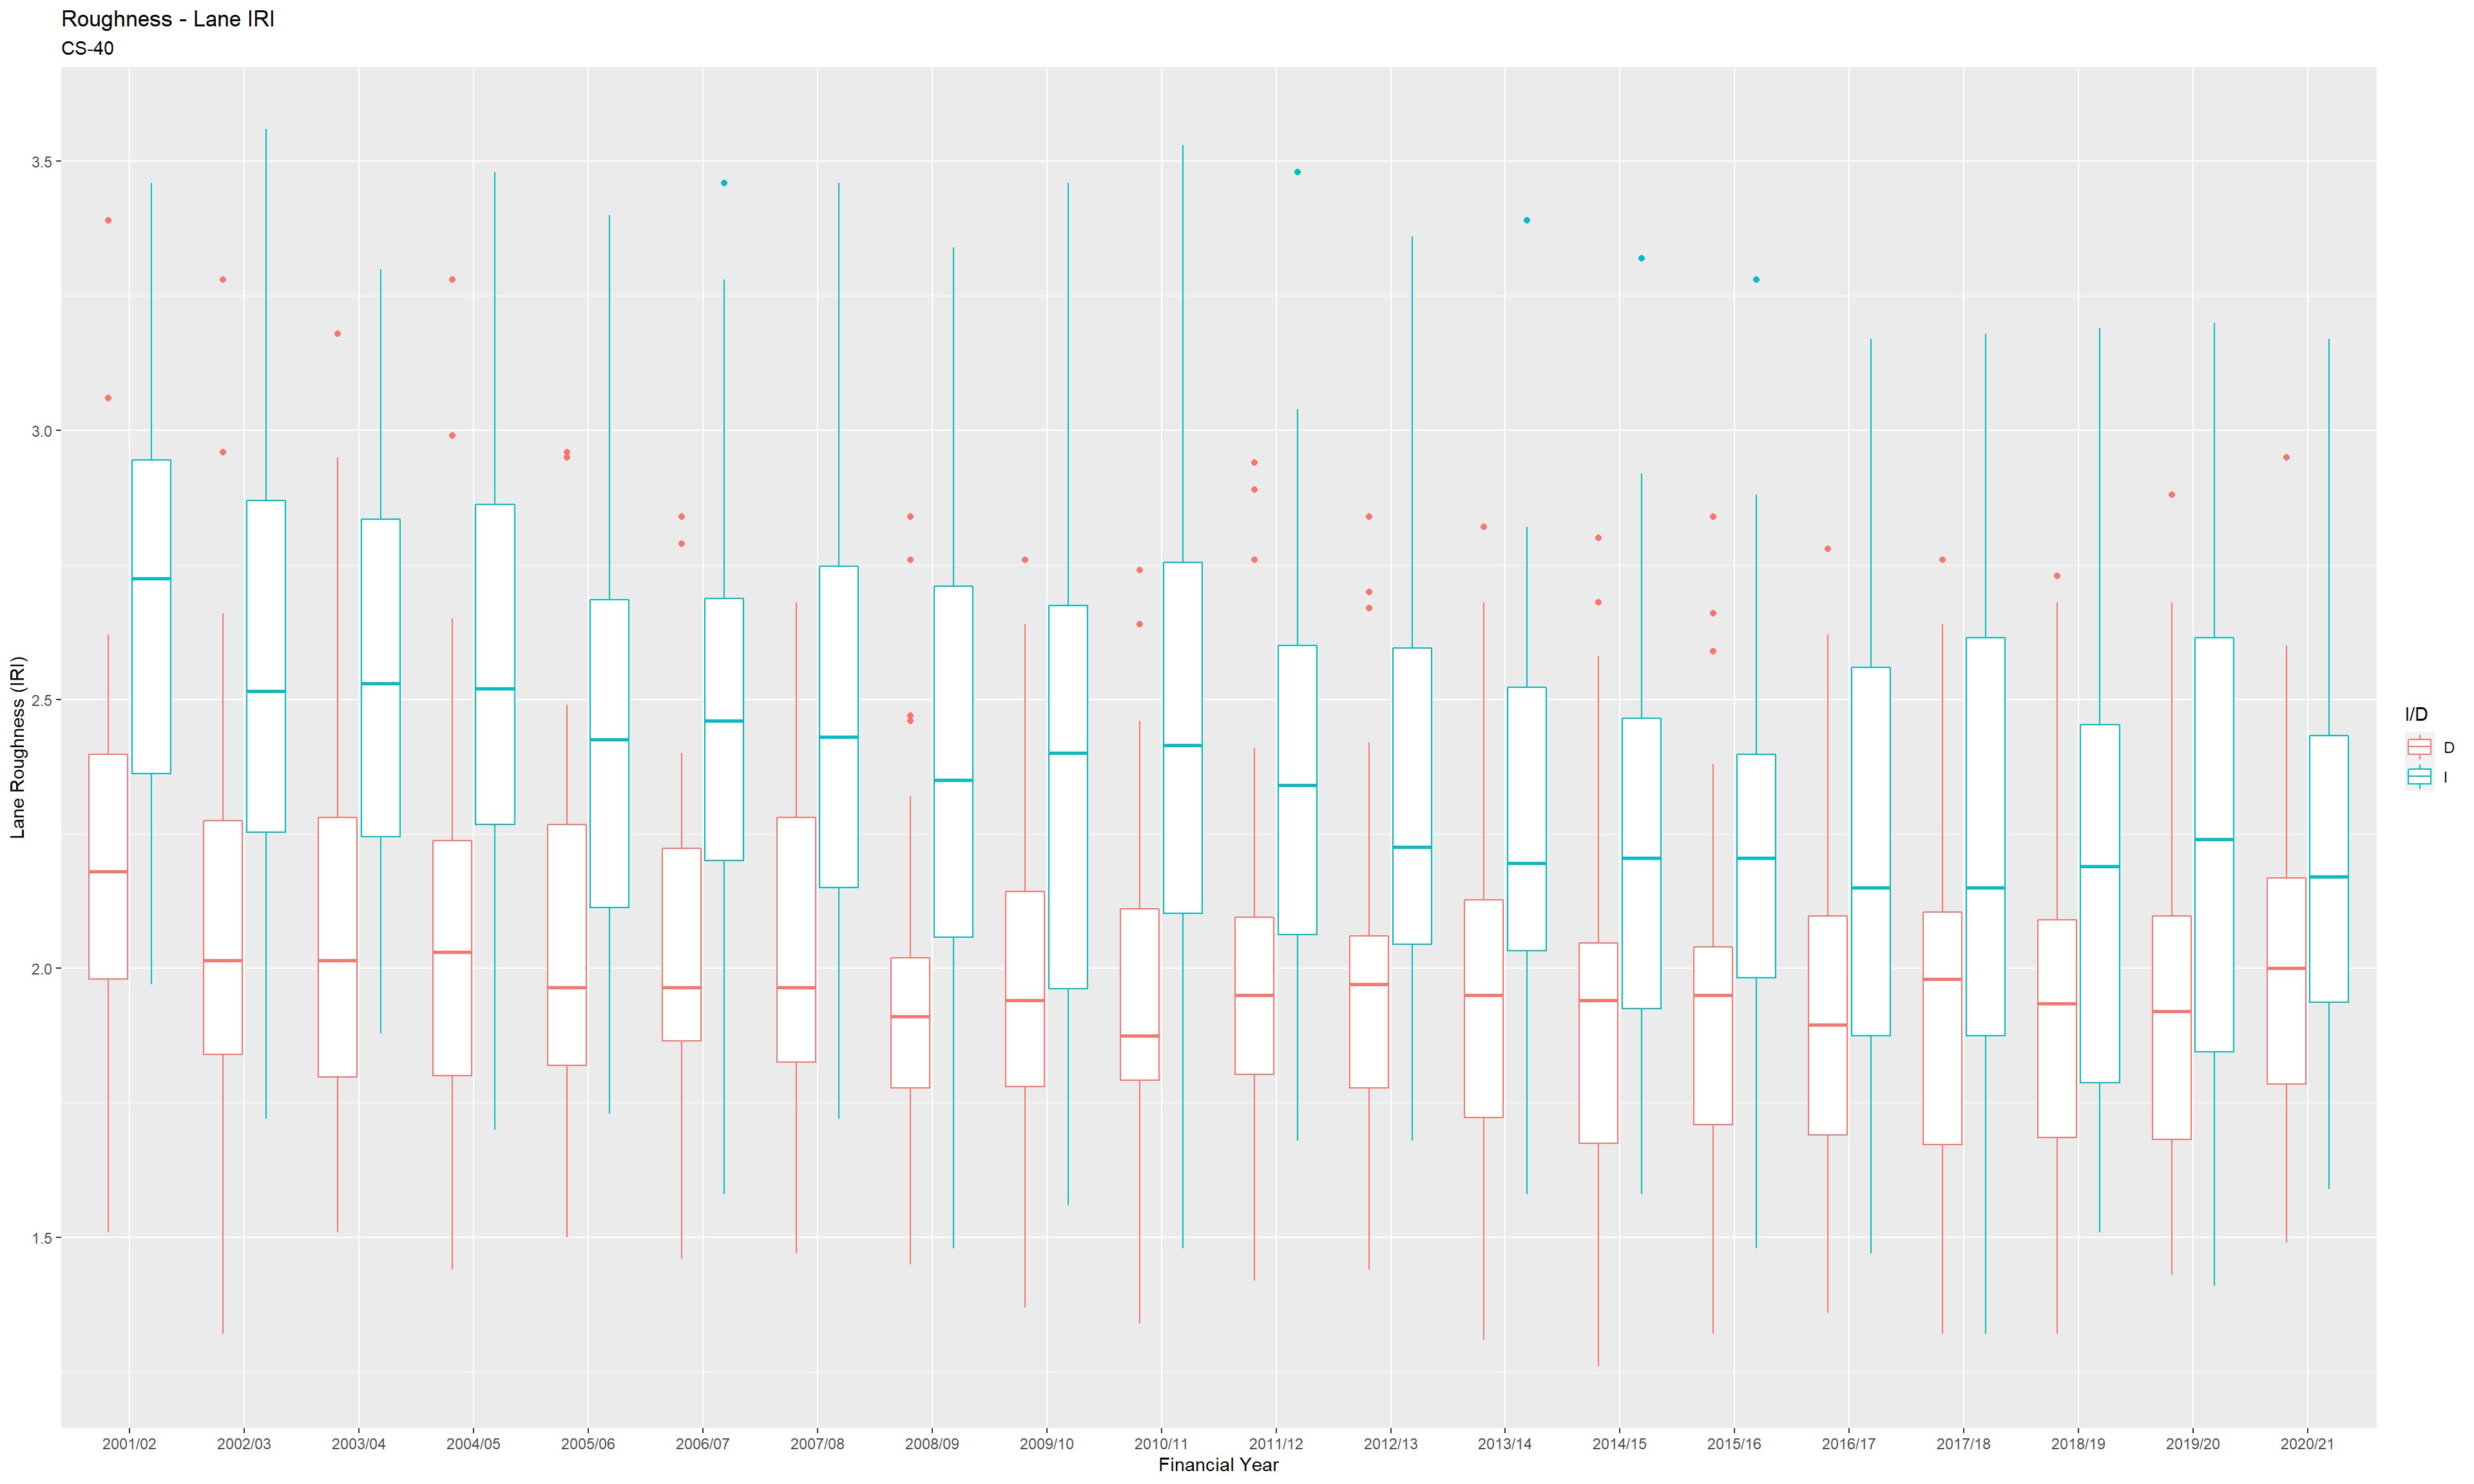 Roughness - Lane IRI
CS-40
Lane Roughness (IRI)
3.5
3.0
2.5
2.0
1.5
2001/02 2002/03 2003/04 2004/05 2005/06 2006/07 2007/08 2008/09 2009/10 2010/11 2011/12 2012/13 2013/14 2014/15 2015/16 2016/17 2017/18 2018/19 2019/20 2020/21
Financial Year
I/D
D
I